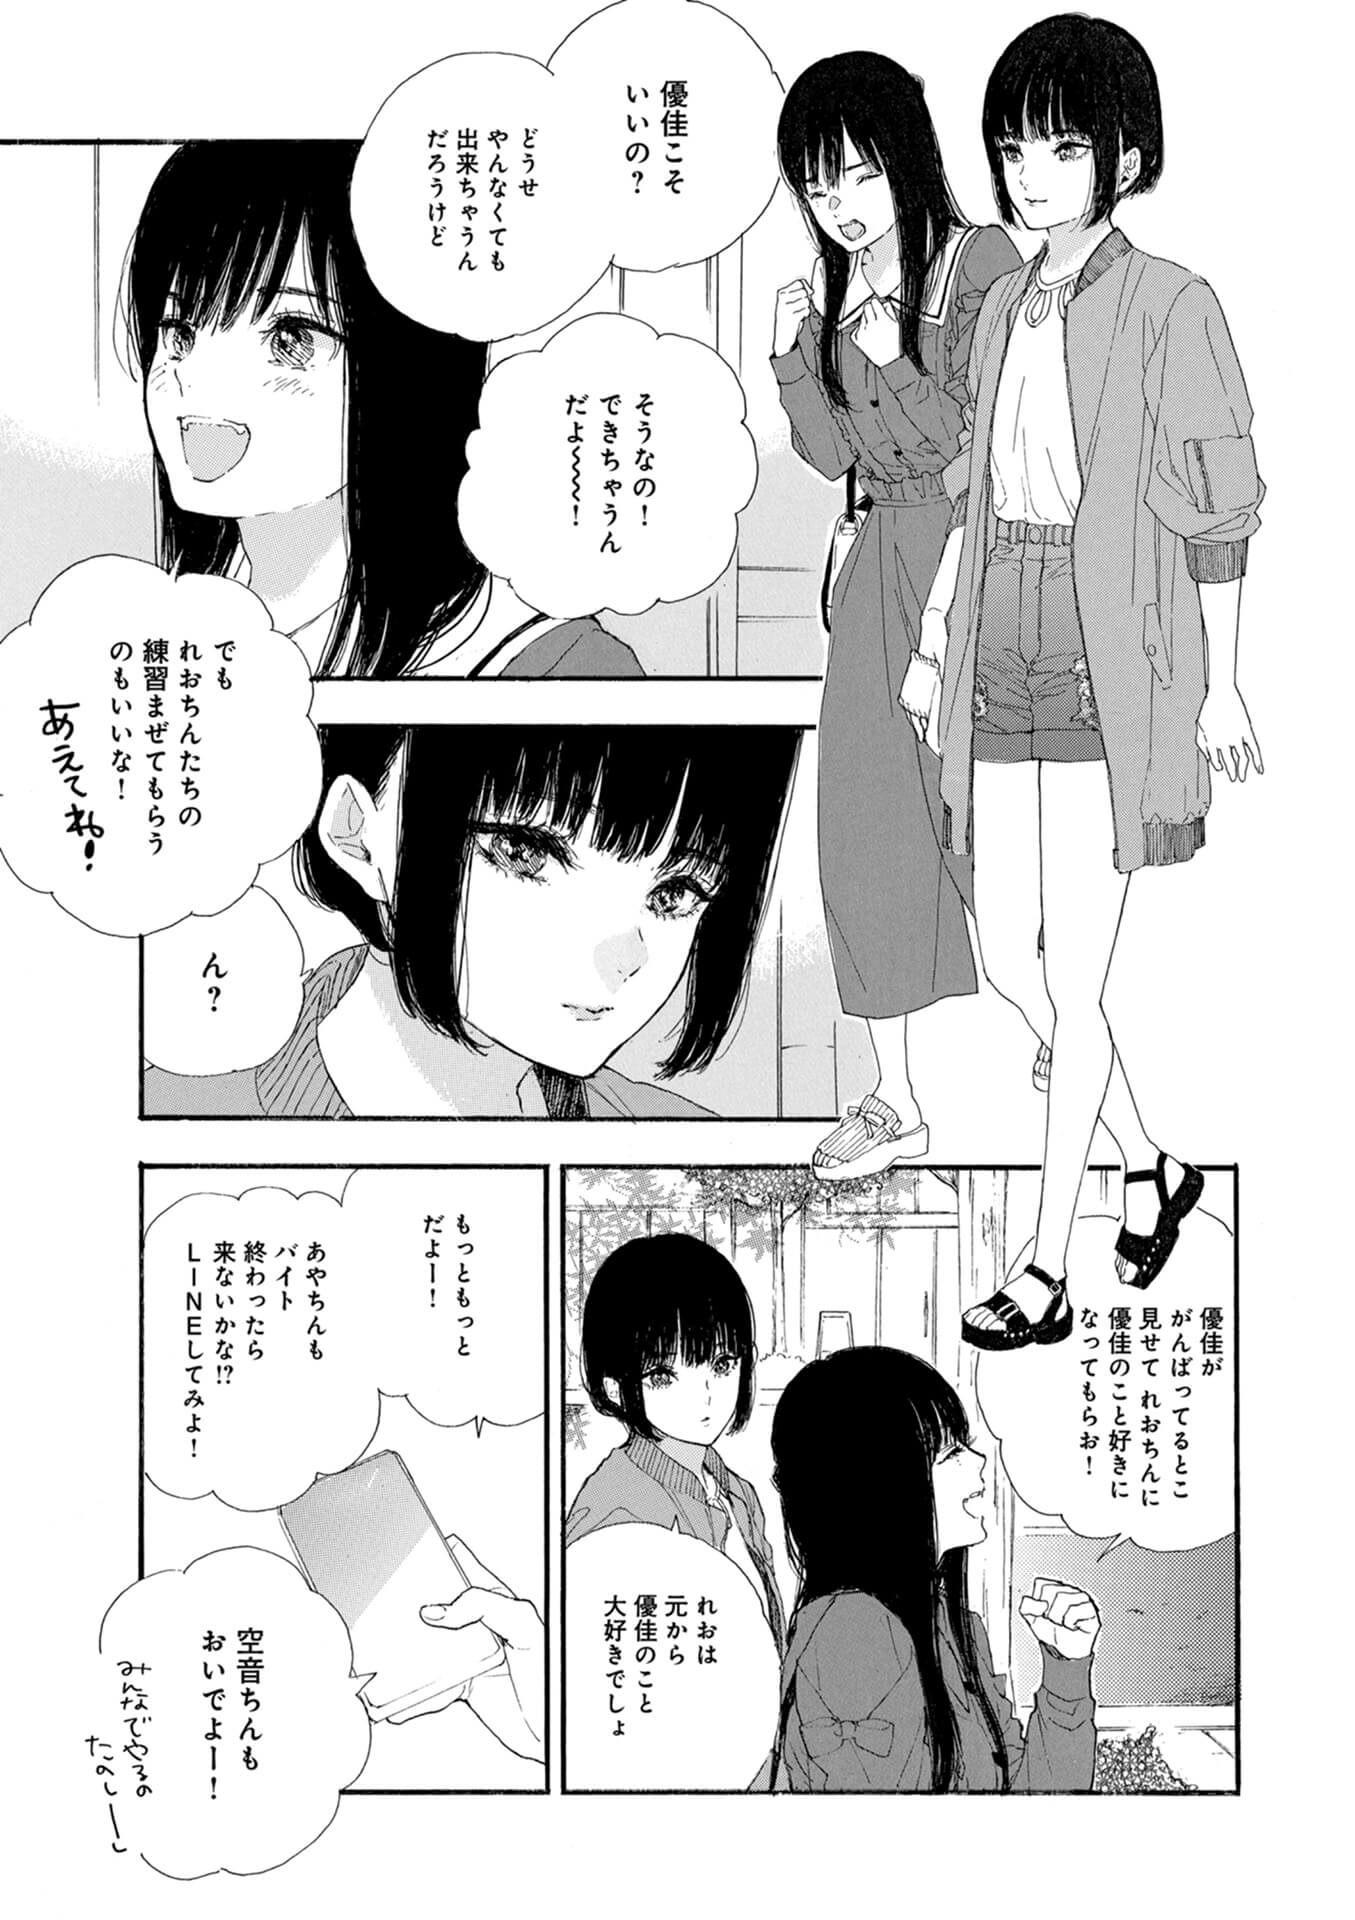 優佳こそ
いいの？
どうせ
やんなくても
出来ちゃうん
だろうけど
そうなの！
できちゃうん
だよ〜〜〜！
でも
れおちんたちの
練習まぜてもらう
のもいいな！
あえてね！
ん？
優佳が
がんばってるとこ
見せて れおちんに
優佳のこと好きに
なってもらお！
れおは
元から
優佳のこと
大好きでしょ
もっともっと
だよー！
あやちんも
バイト
終わったら
来ないかな!?
LINEしてみよ！
空音ちんも
おいでよー！
みんなでやるの
たのしーし